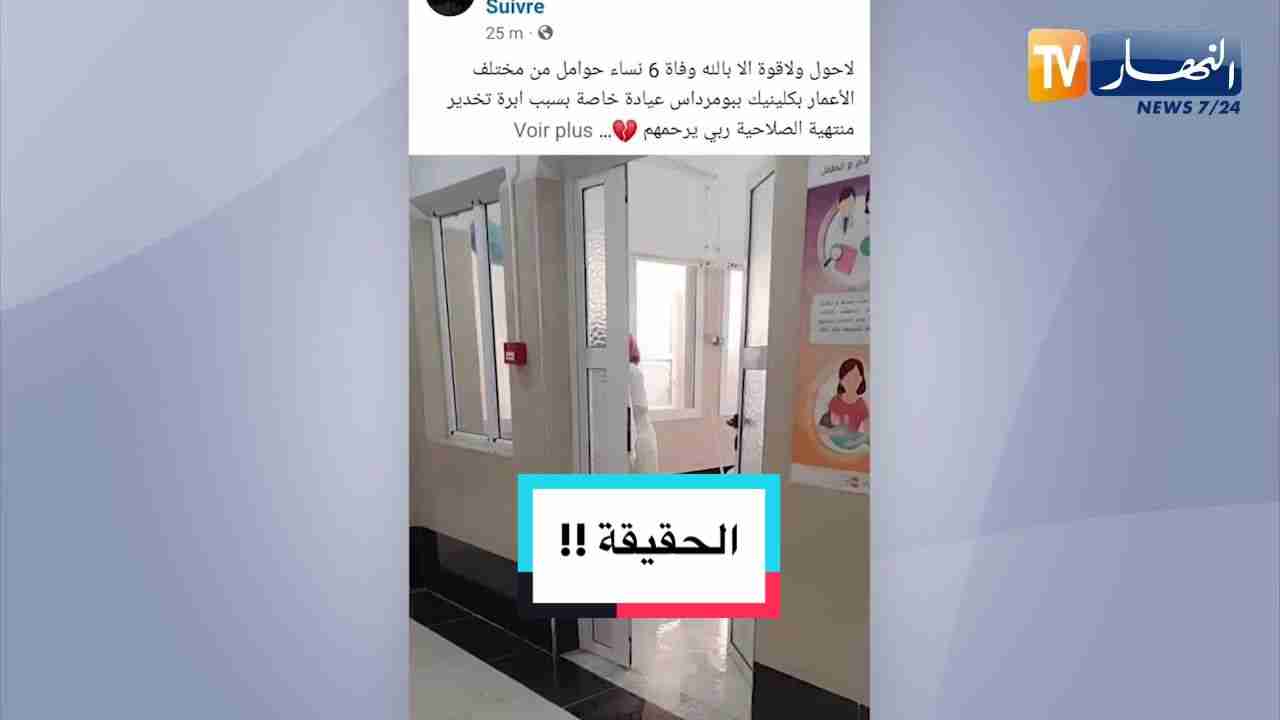 Suivre
25 m ·
لاحول ولاقوة الا بالله وفاة 6 نساء حوامل من مختلف
الأعمار بكلينيك ببومرداس عيادة خاصة بسبب ابرة تخدير
منتهية الصلاحية ربي يرحمهم 💔... Voir plus
النهار TV
NEWS 7/24
الحقيقة !!